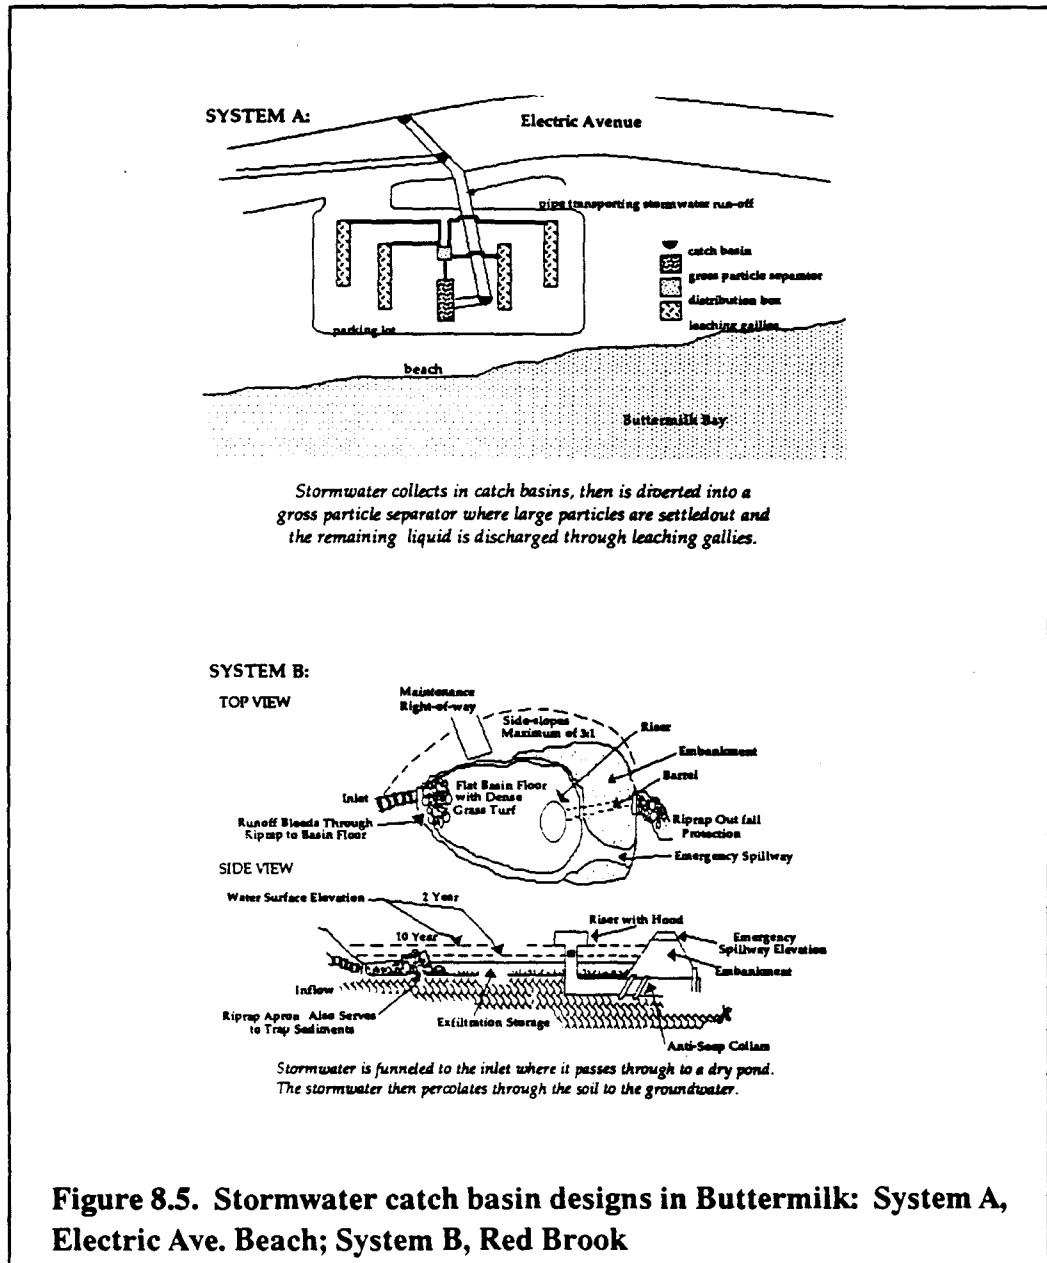 SYSTEM A:
Electric Avenue
pipe transporting stormwater run-off
catch basin
gross particle separator
distribution box
leaching gallies
parking lot
beach
Buttermilk Bay
Stormwater collects in catch basins, then is diverted into a
gross particle separator where large particles are settledout and
the remaining liquid is discharged through leaching gallies.
SYSTEM B:
TOP VIEW
Maintenance
Right-of-way
Side-slopes
Maximum of 3:1
Riser
Embankment
Barrel
Inlet
Flat Basin Floor
with Dense
Grass Turf
Runoff Bleeds Through
Riprap to Basin Floor
Riprap Out fall
Protection
Emergency Spillway
SIDE VIEW
Water Surface Elevation
2 Year
10 Year
Riser with Hood
Emergency
Spillway Elevation
Embankment
Inflow
Riprap Apron Also Serves
to Trap Sediments
Exfiltration Storage
Anti-Seep Collars
Stormwater is funneled to the inlet where it passes through to a dry pond.
The stormwater then percolates through the soil to the groundwater.
Figure 8.5. Stormwater catch basin designs in Buttermilk: System A,
Electric Ave. Beach; System B, Red Brook